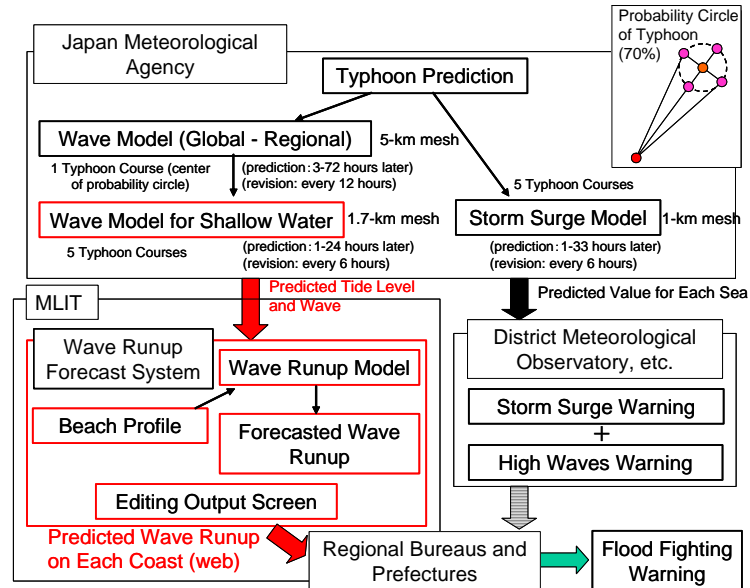 Japan Meteorological
Agency
Probability Circle
of Typhoon
(70%)
Typhoon Prediction
Wave Model (Global - Regional)
5-km mesh
1 Typhoon Course (center
of probability circle)
(prediction: 3-72 hours later)
(revision: every 12 hours)
5 Typhoon Courses
Wave Model for Shallow Water
1.7-km mesh
Storm Surge Model
1-km mesh
5 Typhoon Courses
(prediction: 1-24 hours later)
(revision: every 6 hours)
(prediction: 1-33 hours later)
(revision: every 6 hours)
Predicted Tide Level
and Wave
Predicted Value for Each Sea
MLIT
Wave Runup
Forecast System
Wave Runup Model
Beach Profile
Forecasted Wave
Runup
Editing Output Screen
District Meteorological
Observatory, etc.
Storm Surge Warning
+
High Waves Warning
Predicted Wave Runup
on Each Coast (web)
Regional Bureaus and
Prefectures
Flood Fighting
Warning